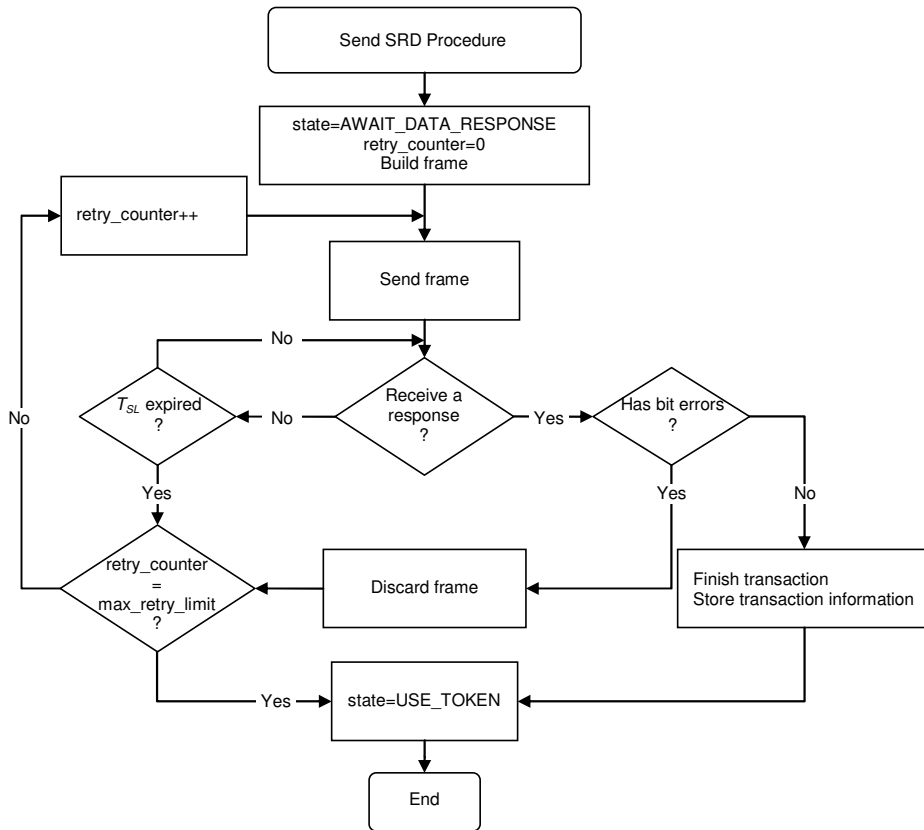 Send SRD Procedure
state=AWAIT_DATA_RESPONSE
retry_counter=0
Build frame
retry_counter++
Send frame
No
No
T_SL expired
?
No
Receive a
response
?
Yes
Has bit errors
?
Yes
Yes
No
retry_counter
=
max_retry_limit
?
Discard frame
Finish transaction
Store transaction information
Yes
state=USE_TOKEN
End